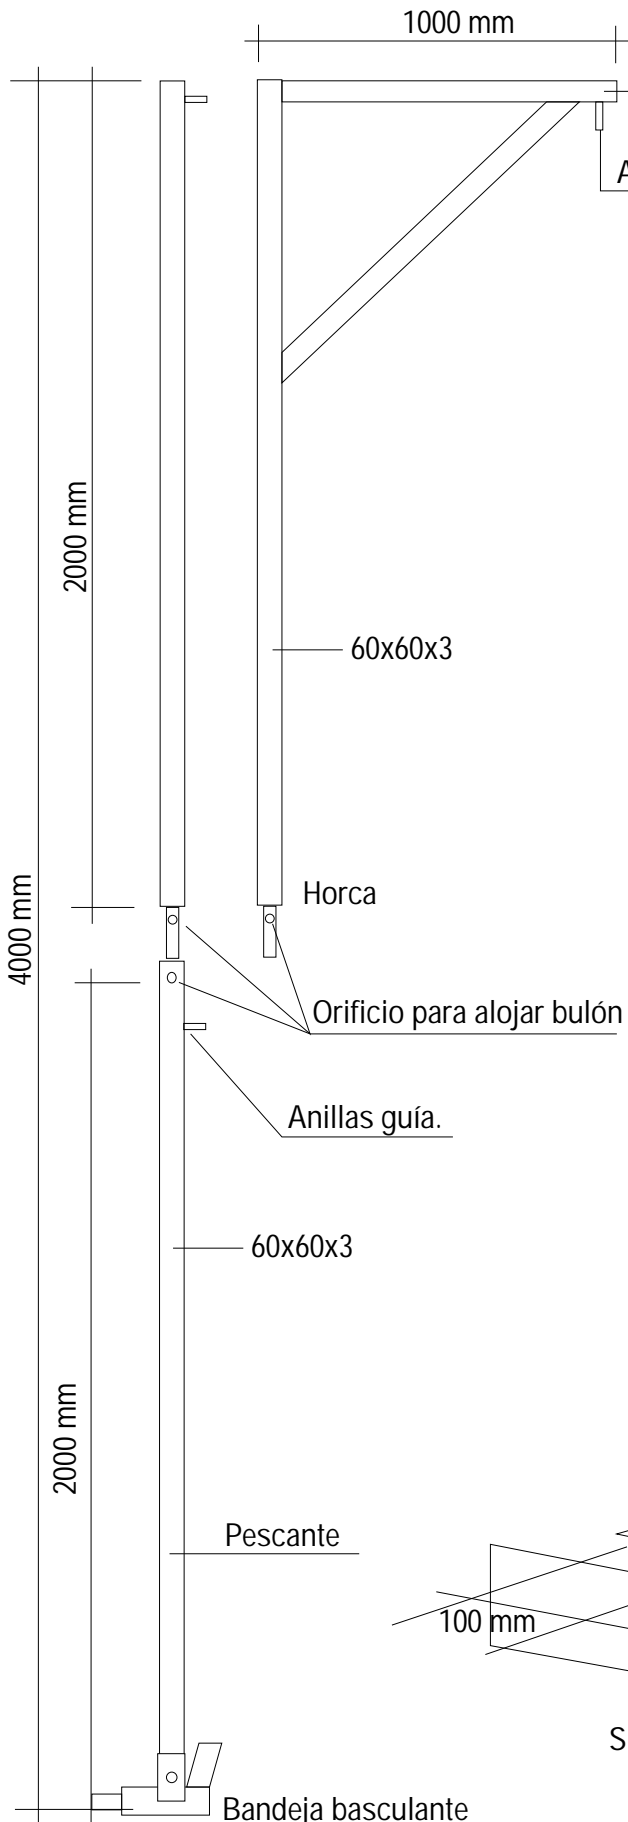 1000 mm
A
2000 mm
60x60x3
4000 mm
Horca
Orificio para alojar bulón
Anillas guía.
60x60x3
2000 mm
Pescante
100 mm
S
Bandeja basculante